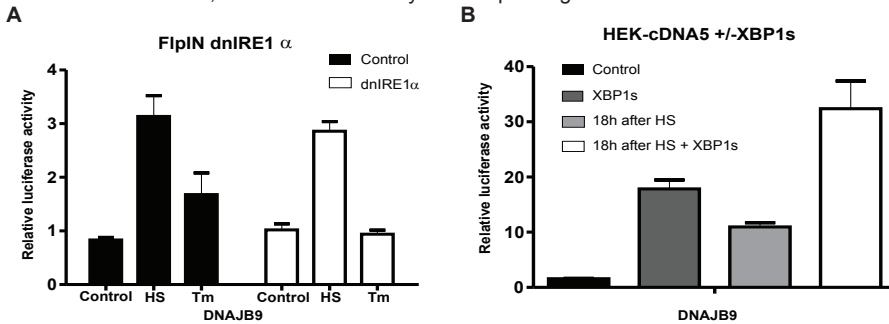 A
FlpIN dnIRE1 α
Control
dnIRE1α
Relative luciferase activity
4
3
2
1
0
Control HS Tm Control HS Tm
DNAJB9
B
HEK-cDNA5 +/-XBP1s
Control
XBP1s
18h after HS
18h after HS + XBP1s
Relative luciferase activity
40
30
20
10
0
DNAJB9